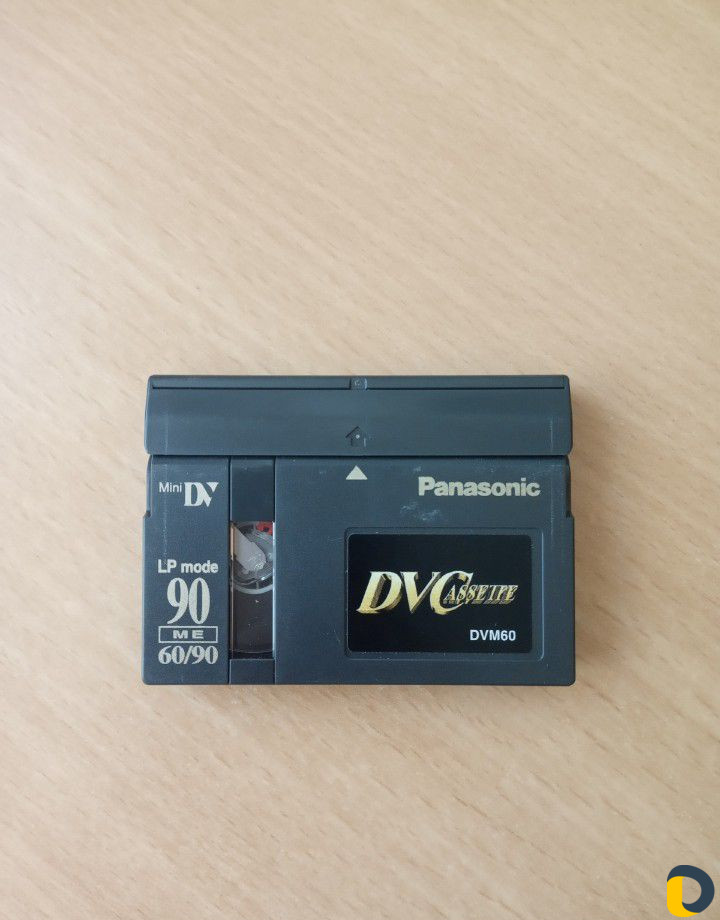 Mini DV
Panasonic
LP mode
90
ME
60/90
DVCASSETTE
DVM60